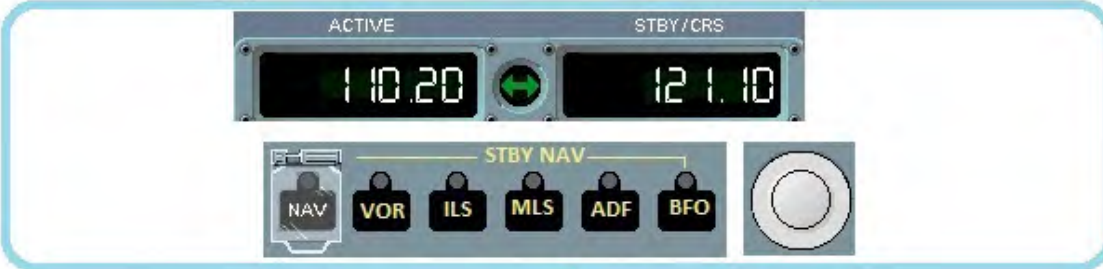 ACTIVE STBY/CRS
110.20 121.10
STBY NAV
NAV VOR ILS MLS ADF BFO